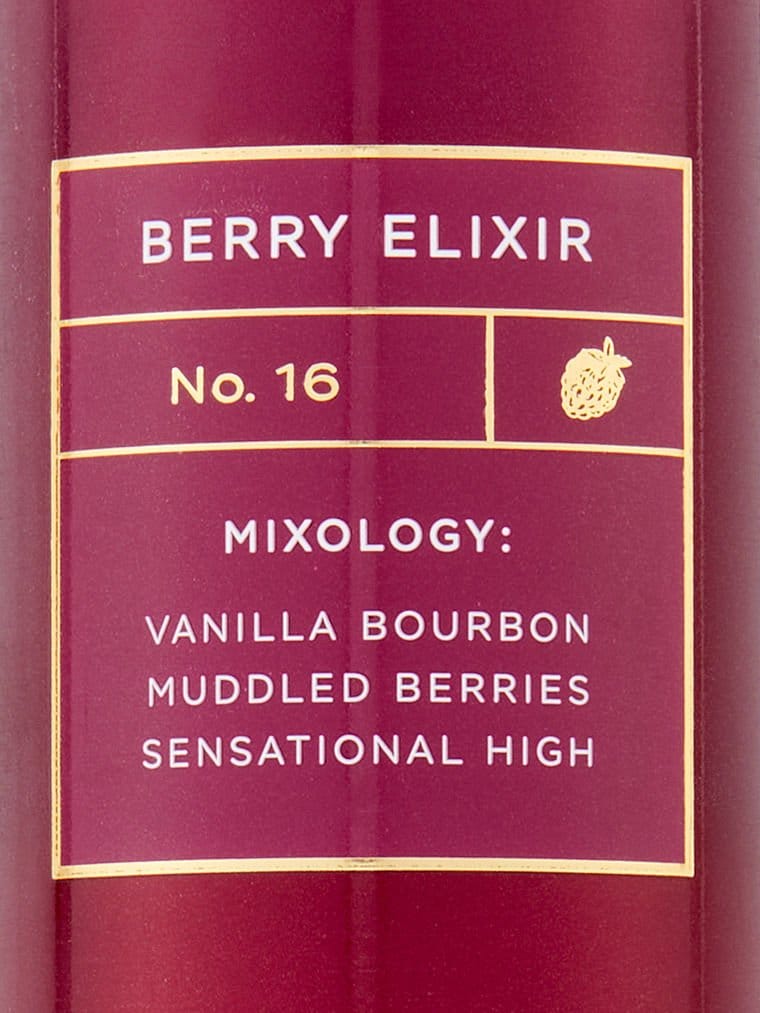 BERRY ELIXIR
No. 16
MIXOLOGY:
VANILLA BOURBON
MUDDLED BERRIES
SENSATIONAL HIGH